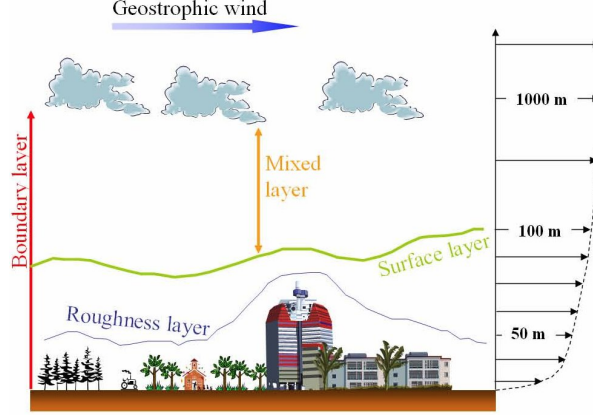 Geostrophic wind
1000 m
Boundary layer
Mixed
layer
100 m
Surface layer
Roughness layer
50 m